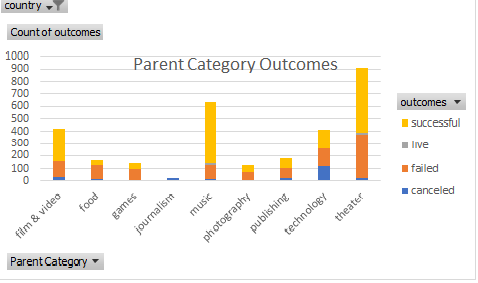 country
Count of outcomes
Parent Category Outcomes
1000
900
800
700
600
500
400
300
200
100
0
film & video
food
games
journalism
music
photography
publishing
technology
theater
outcomes
successful
live
failed
canceled
Parent Category